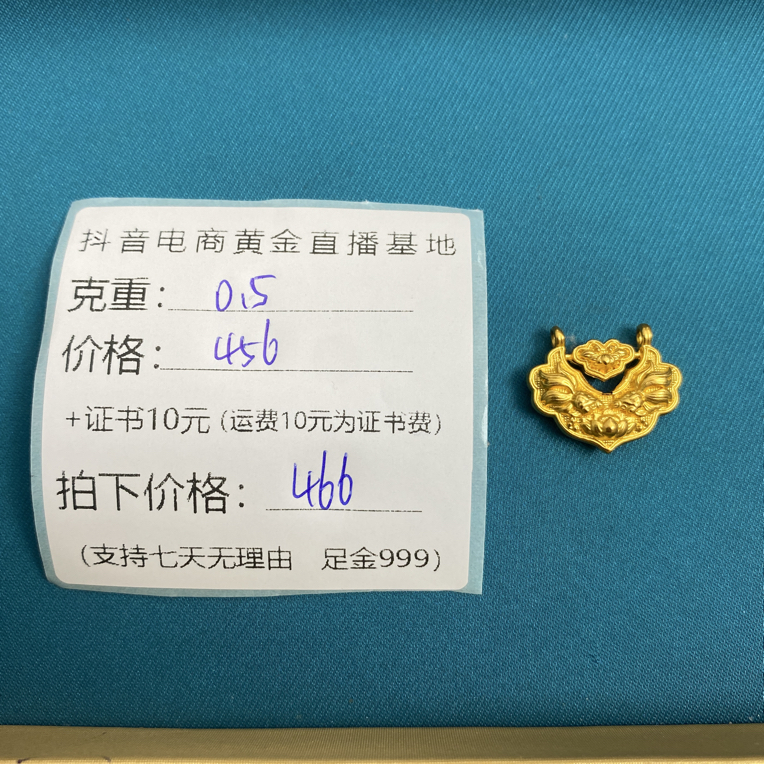 抖音电商黄金直播基地
克重：0.5
价格：456
+证书10元（运费10元为证书费）
拍下价格：466
（支持七天无理由 足金999）